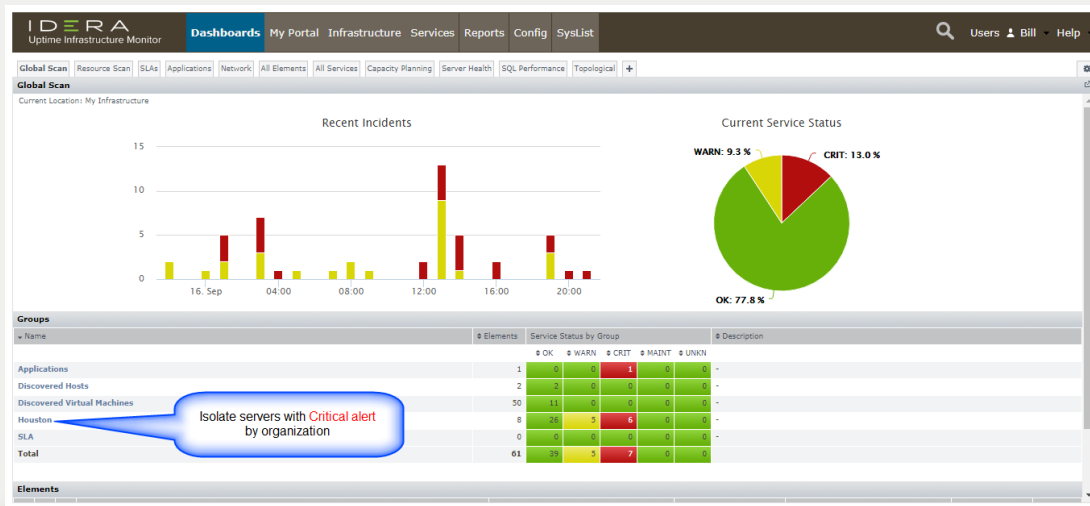 IDERA
Uptime Infrastructure Monitor
Dashboards My Portal Infrastructure Services Reports Config SysList
Users Bill Help
Global Scan Resource Scan SLAs Applications Network All Elements All Services Capacity Planning Server Health SQL Performance Topological +
Global Scan
Current Location: My Infrastructure
Recent Incidents
15
10
5
0
16. Sep 04:00 08:00 12:00 16:00 20:00
Current Service Status
WARN: 9.3 %
CRIT: 13.0 %
OK: 77.8 %
Groups
Name Elements Service Status by Group Description
OK WARN CRIT MAINT UNKN
Applications 1 0 0 1 0 0 -
Discovered Hosts 2 2 0 0 0 0 -
Discovered Virtual Machines 50 11 0 0 0 0 -
Houston 8 26 5 6 0 0 -
SLA 0 0 0 0 0 0 -
Total 61 39 5 7 0 0
Isolate servers with Critical alert
by organization
Elements